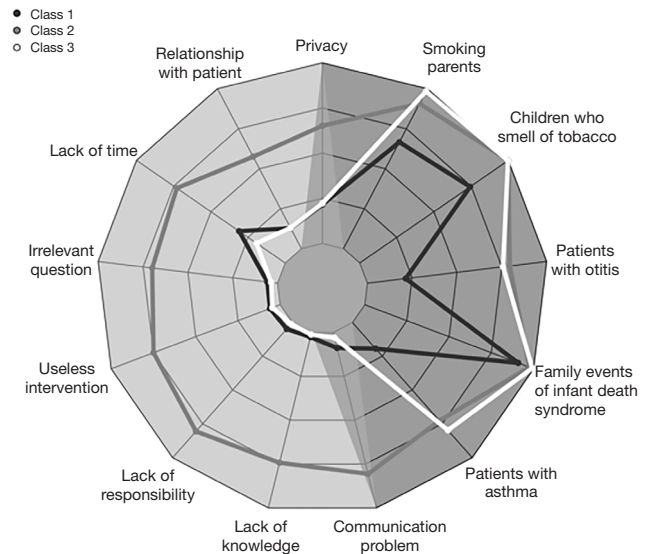 Class 1
Class 2
Class 3
Privacy
Smoking
parents
Children who
smell of tobacco
Patients
with otitis
Family events
of infant death
syndrome
Patients with
asthma
Communication
problem
Lack of
knowledge
Lack of
responsibility
Useless
intervention
Irrelevant
question
Lack of time
Relationship
with patient